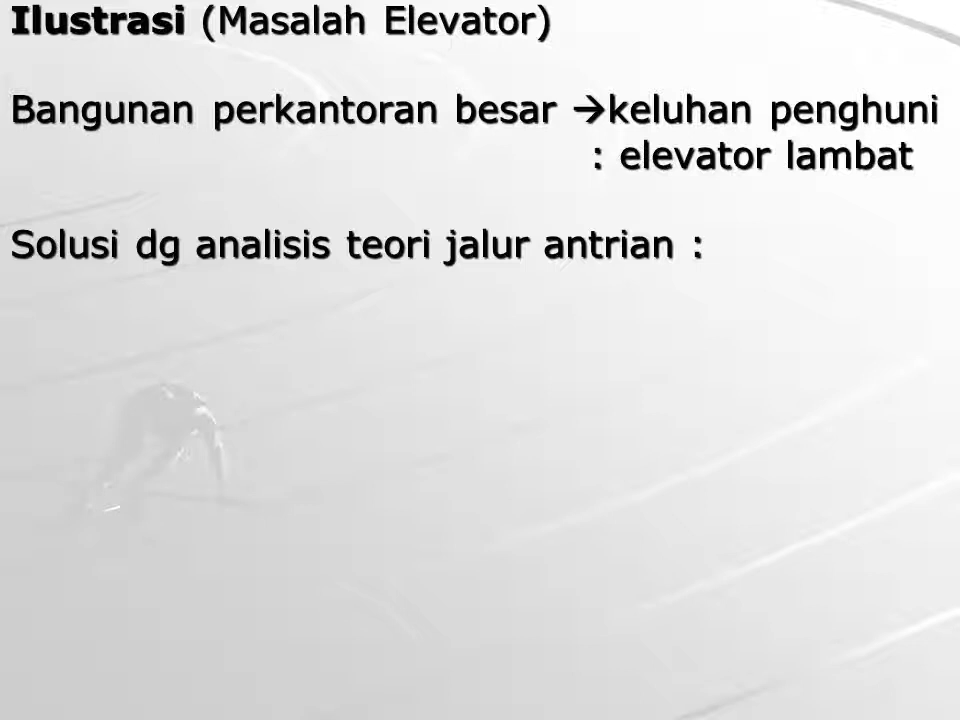 Ilustrasi (Masalah Elevator)
Bangunan perkantoran besar →keluhan penghuni
: elevator lambat
Solusi dg analisis teori jalur antrian :